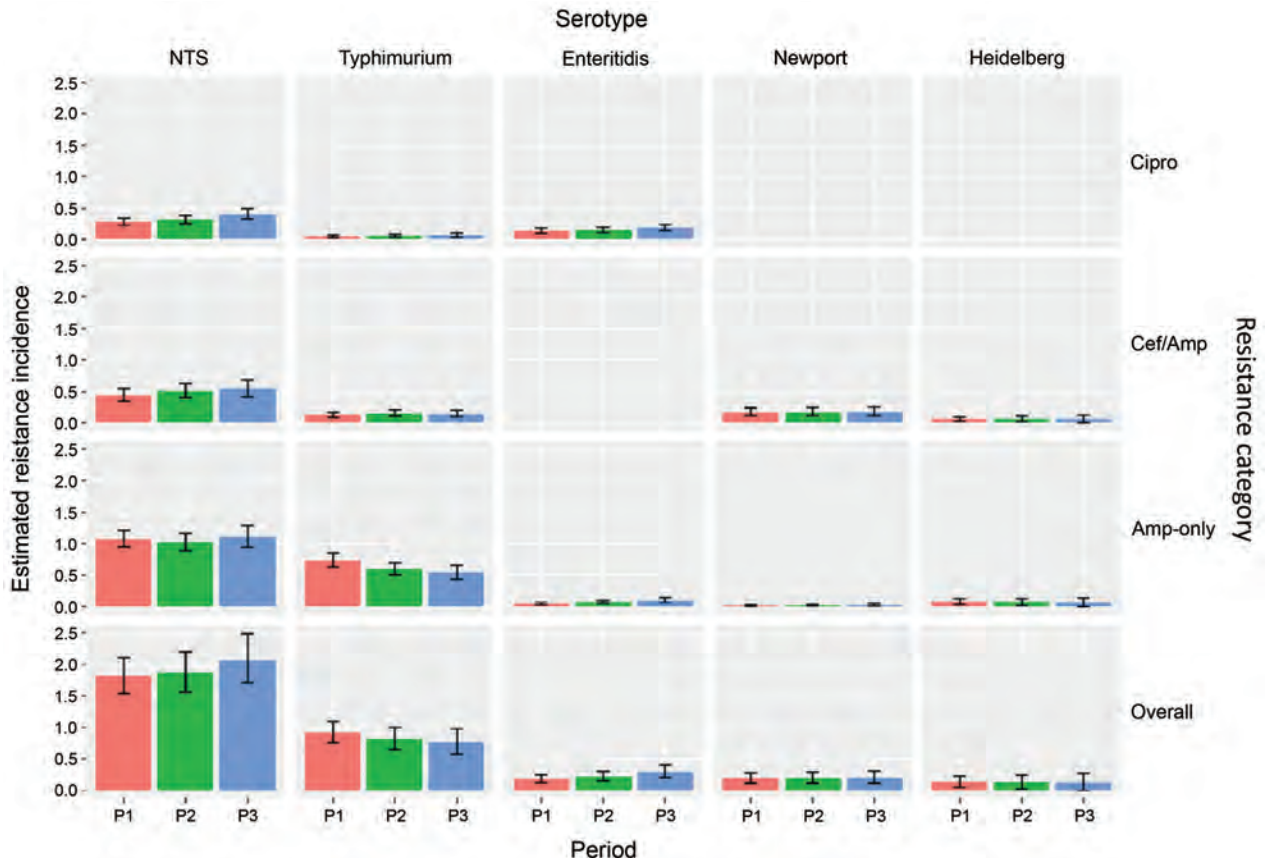 Serotype
NTS Typhimurium Enteritidis Newport Heidelberg
2.5
2.0
1.5
1.0
0.5
0.0
Cipro
2.5
2.0
1.5
1.0
0.5
0.0
Cef/Amp
2.5
2.0
1.5
1.0
0.5
0.0
Amp-only
2.5
2.0
1.5
1.0
0.5
0.0
Overall
Estimated reistance incidence
Resistance category
P1 P2 P3 P1 P2 P3 P1 P2 P3 P1 P2 P3 P1 P2 P3
Period